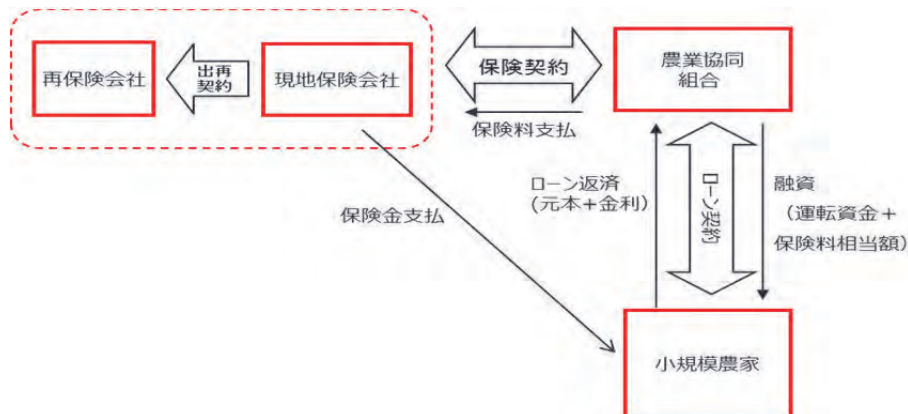 再保険会社
出再
契約
現地保険会社
保険契約
保険料支払
農業協同
組合
保険金支払
ローン返済
(元本+金利)
ローン契約
融資
(運転資金+
保険料相当額)
小規模農家